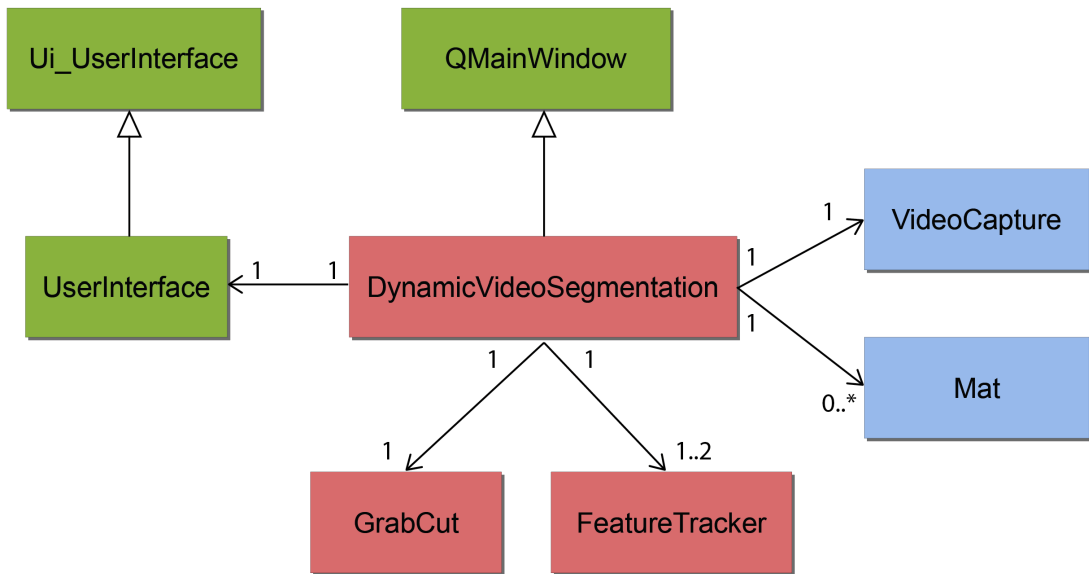 Ui_UserInterface
QMainWindow
VideoCapture
1
1
UserInterface
1
1
DynamicVideoSegmentation
1
Mat
0..*
1
1
1
1..2
GrabCut
FeatureTracker